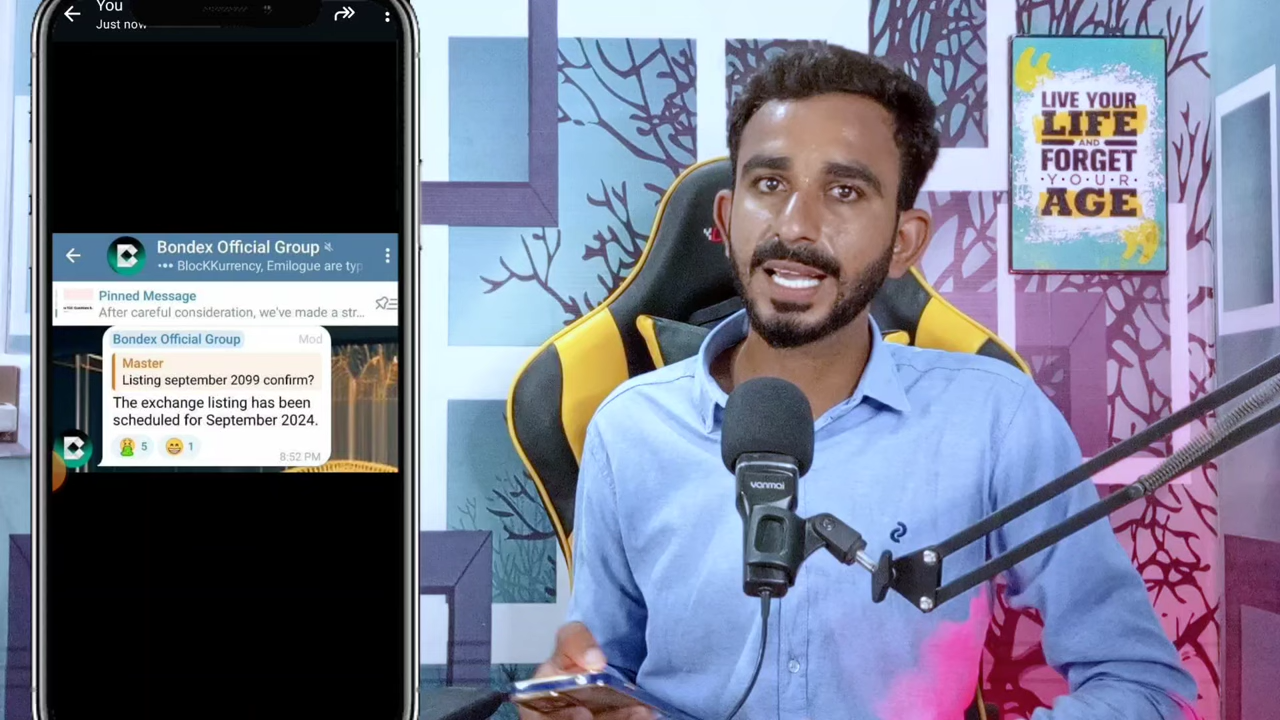 You
Just now
Bondex Official Group
••• BlocKKurrency, Emilogue are typ
Pinned Message
After careful consideration, we've made a str...
Bondex Official Group
Mod
Master
Listing september 2099 confirm?
The exchange listing has been
scheduled for September 2024.
5
1
8:52 PM
LIVE YOUR
LIFE
AND
FORGET
·Y·O·U·R·
AGE
vanmai